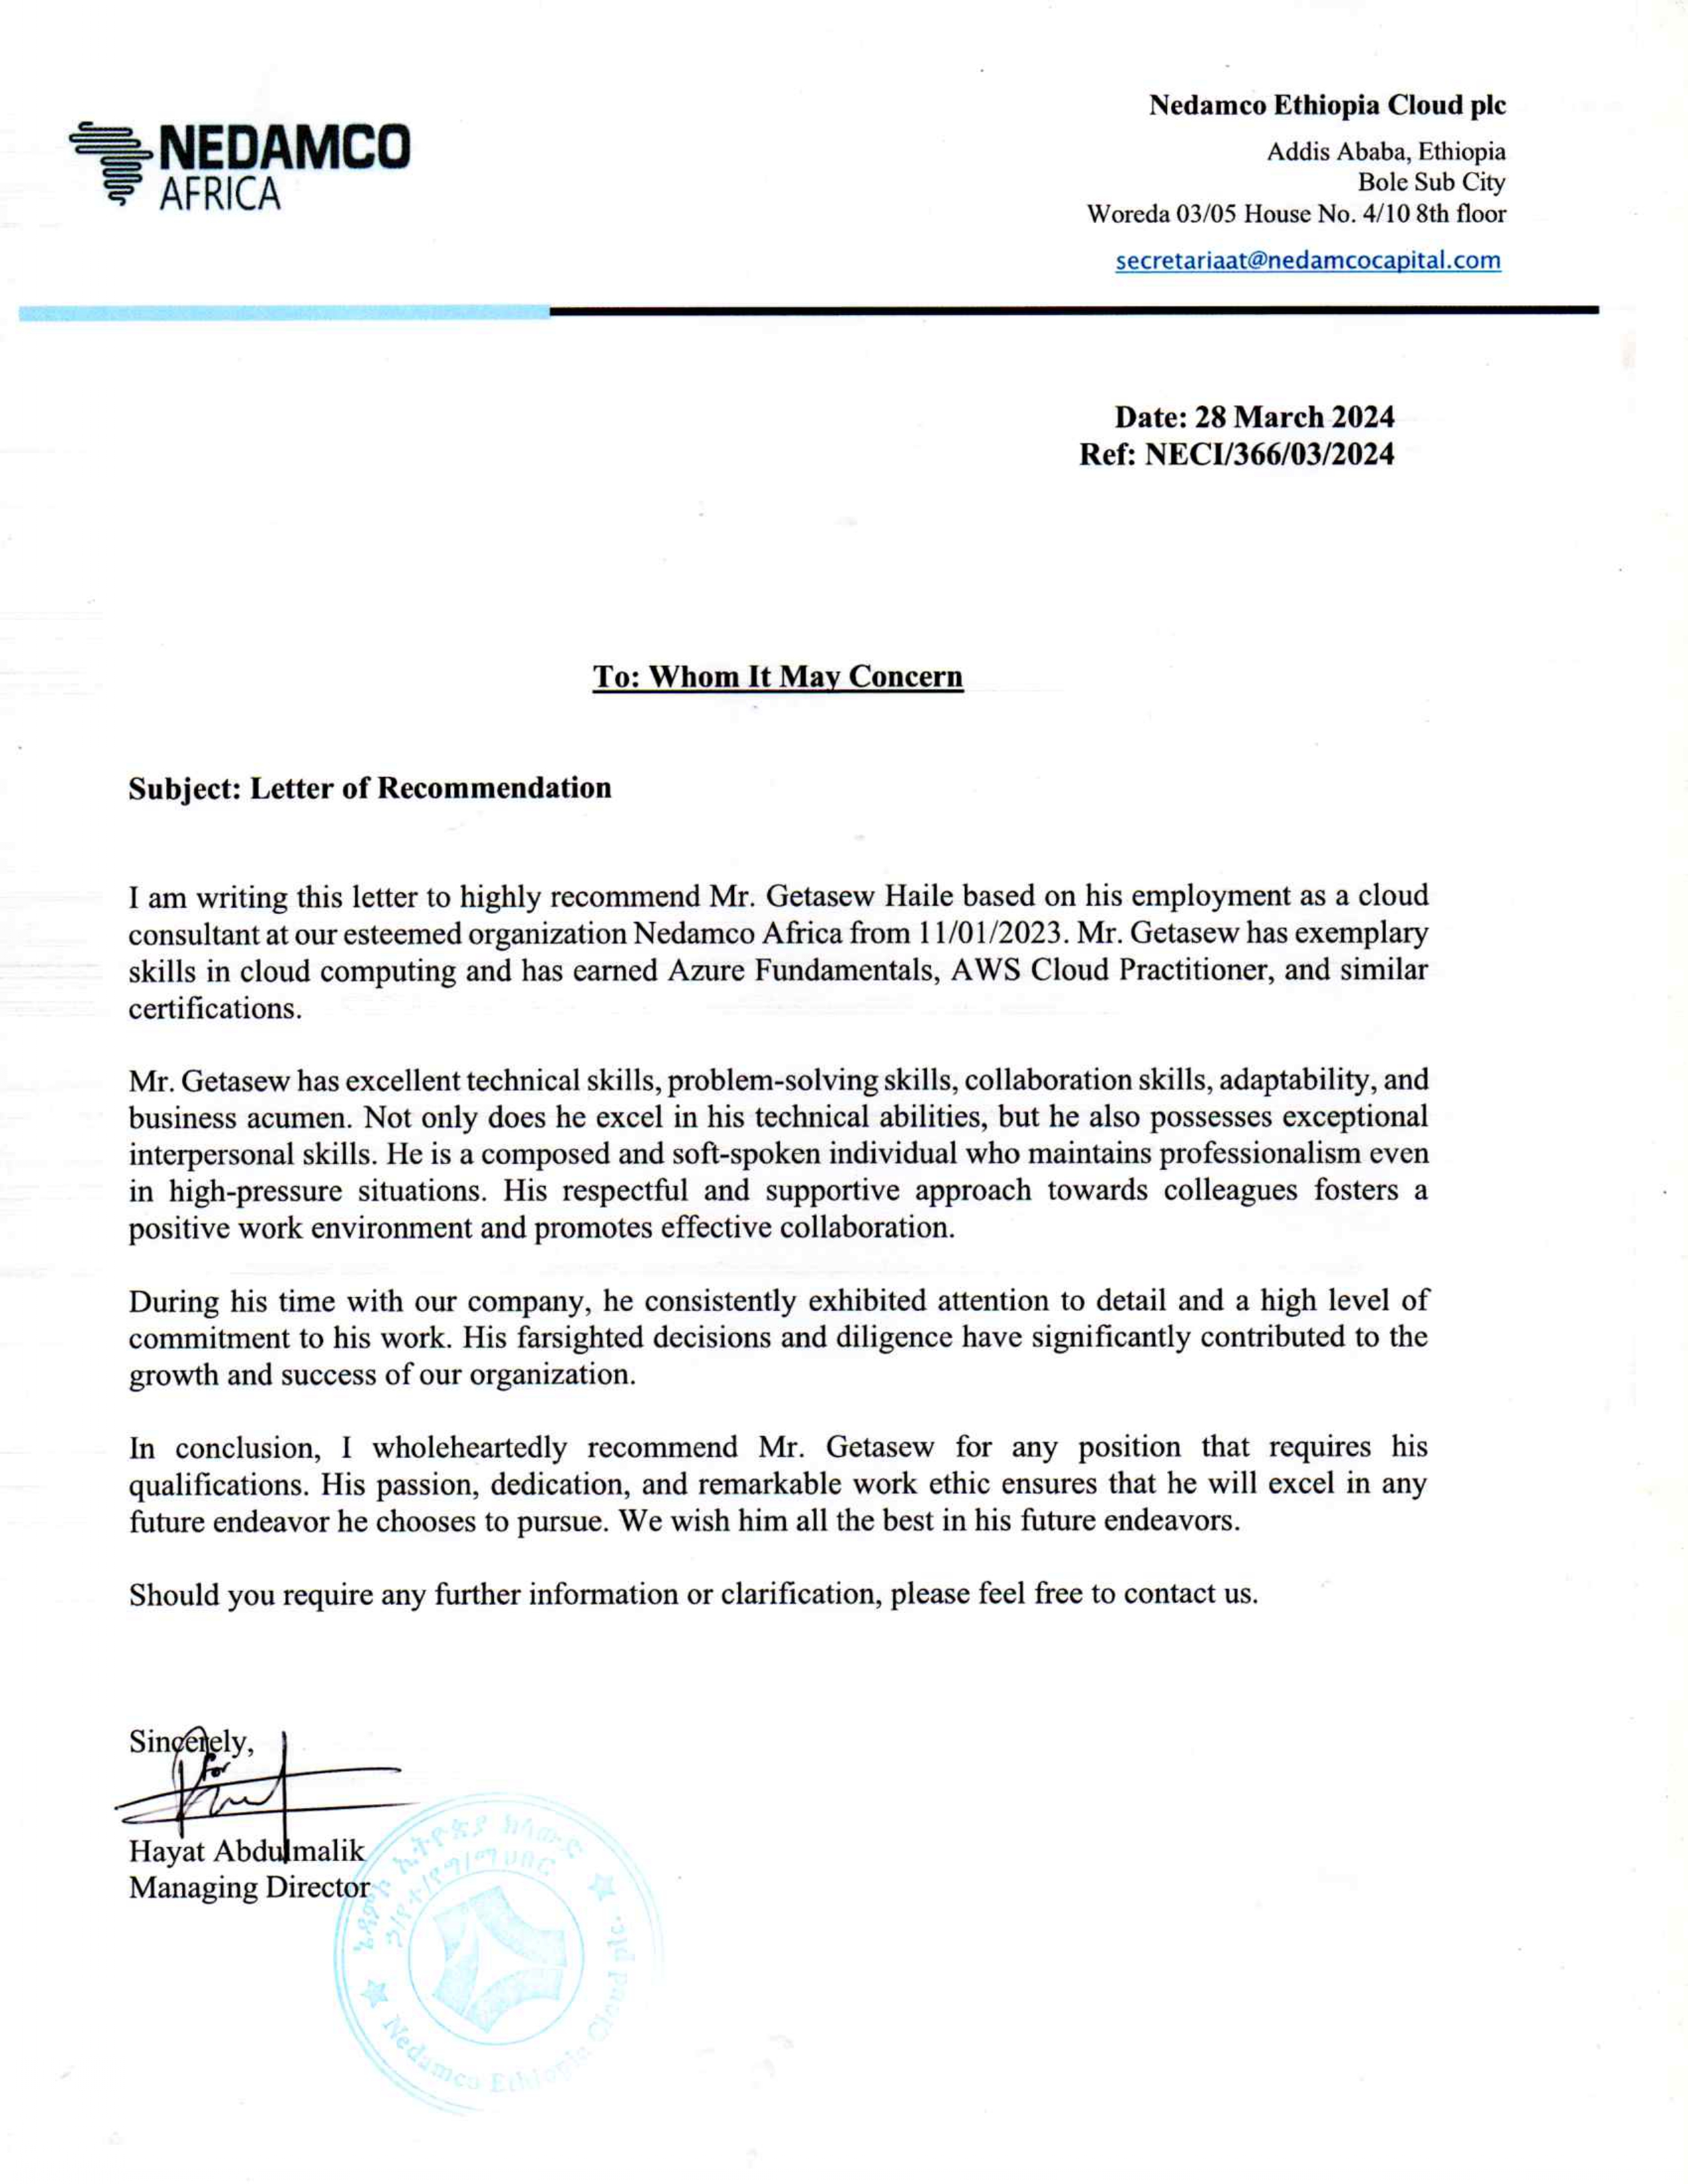 NEDAMCO
AFRICA
Nedamco Ethiopia Cloud plc
Addis Ababa, Ethiopia
Bole Sub City
Woreda 03/05 House No. 4/10 8th floor
secretariaat@nedamcocapital.com
Date: 28 March 2024
Ref: NECI/366/03/2024
To: Whom It May Concern
Subject: Letter of Recommendation
I am writing this letter to highly recommend Mr. Getasew Haile based on his employment as a cloud
consultant at our esteemed organization Nedamco Africa from 11/01/2023. Mr. Getasew has exemplary
skills in cloud computing and has earned Azure Fundamentals, AWS Cloud Practitioner, and similar
certifications.
Mr. Getasew has excellent technical skills, problem-solving skills, collaboration skills, adaptability, and
business acumen. Not only does he excel in his technical abilities, but he also possesses exceptional
interpersonal skills. He is a composed and soft-spoken individual who maintains professionalism even
in high-pressure situations. His respectful and supportive approach towards colleagues fosters a
positive work environment and promotes effective collaboration.
During his time with our company, he consistently exhibited attention to detail and a high level of
commitment to his work. His farsighted decisions and diligence have significantly contributed to the
growth and success of our organization.
In conclusion, I wholeheartedly recommend Mr. Getasew for any position that requires his
qualifications. His passion, dedication, and remarkable work ethic ensures that he will excel in any
future endeavor he chooses to pursue. We wish him all the best in his future endeavors.
Should you require any further information or clarification, please feel free to contact us.
Sincerely,
for
Hayat Abdulmalik
Managing Director
ኢትዮጵያ ክላውድ
Nedamco Ethiopia Cloud plc.